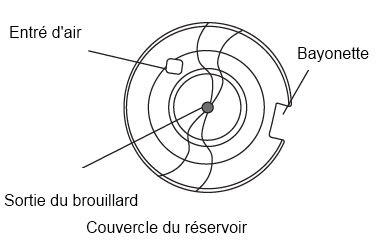 Entré d'air
Bayonette
Sortie du brouillard
Couvercle du réservoir